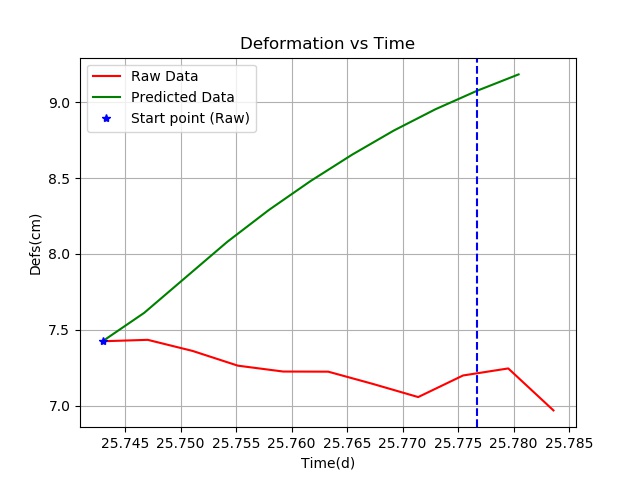 Deformation vs Time
Raw Data
Predicted Data
Start point (Raw)
Defs(cm)
9.0
8.5
8.0
7.5
7.0
25.745 25.750 25.755 25.760 25.765 25.770 25.775 25.780 25.785
Time(d)